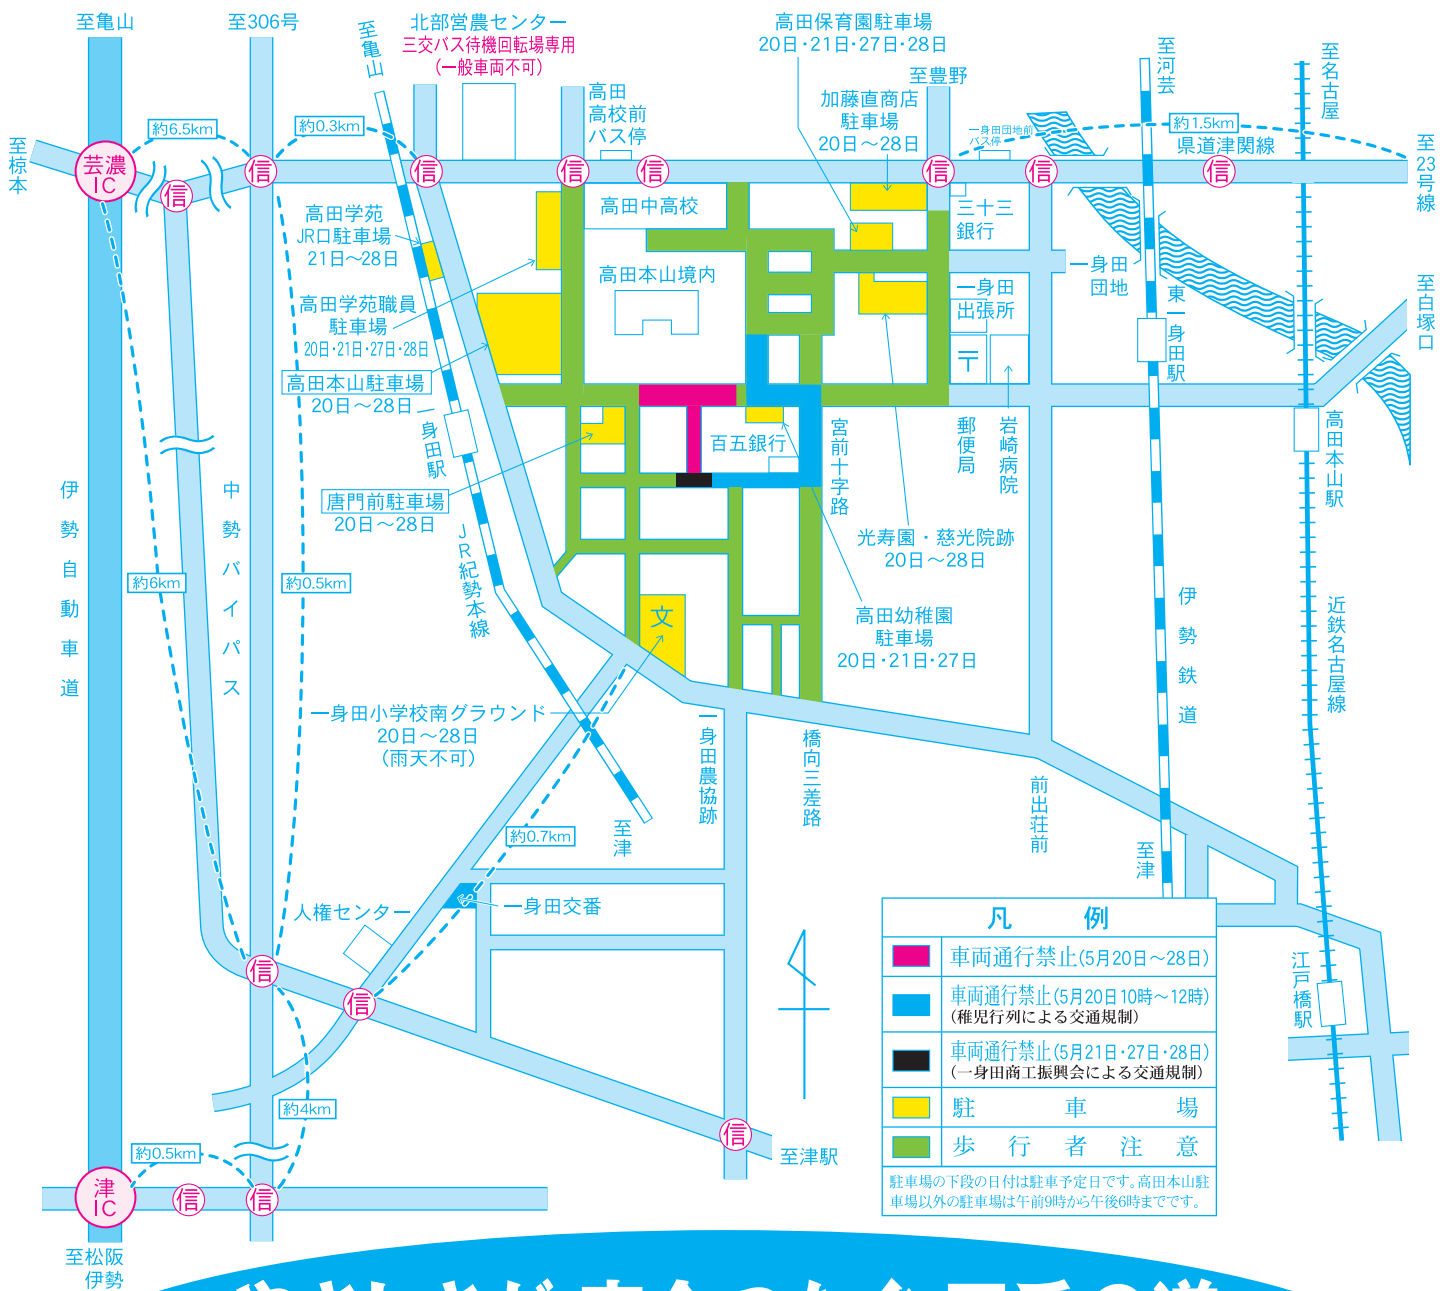 至亀山
至306号
至亀山
北部営農センター
三交バス待機回転場専用
(一般車両不可)
高田保育園駐車場
20日・21日・27日・28日
至豊野
加藤直商店
駐車場
20日～28日
高田
高校前
バス停
一身田団地前
バス停
至河芸
至名古屋
約6.5km
約0.3km
約1.5km
県道津関線
至椋本
至23号線
芸濃
IC
信
信
信
信
信
信
信
信
高田学苑
JR口駐車場
21日～28日
高田中高校
三十三
銀行
高田本山境内
一身田
団地
一身田
出張所
東一身田駅
至白塚口
高田学苑職員
駐車場
20日・21日・27日・28日
高田本山駐車場
20日～28日
一身田駅
〒
百五銀行
宮前十字路
郵便局
岩崎病院
高田本山駅
唐門前駐車場
20日～28日
伊勢自動車道
中勢バイパス
JR紀勢本線
光寿園・慈光院跡
20日～28日
約6km
約0.5km
文
高田幼稚園
駐車場
20日・21日・27日
伊勢鉄道
近鉄名古屋線
一身田小学校南グラウンド
20日～28日
(雨天不可)
一身田農協跡
橋向三差路
前出荘前
至津
約0.7km
至津
人権センター
一身田交番
信
信
江戸橋駅
約4km
信
至津駅
約0.5km
津
IC
信
信
至松阪
伊勢
凡 例
車両通行禁止(5月20日～28日)
車両通行禁止(5月20日10時～12時)
(稚児行列による交通規制)
車両通行禁止(5月21日・27日・28日)
(一身田商工振興会による交通規制)
駐車場
歩行者注意
駐車場の下段の日付は駐車予定日です。高田本山駐
車場以外の駐車場は午前9時から午後6時までです。